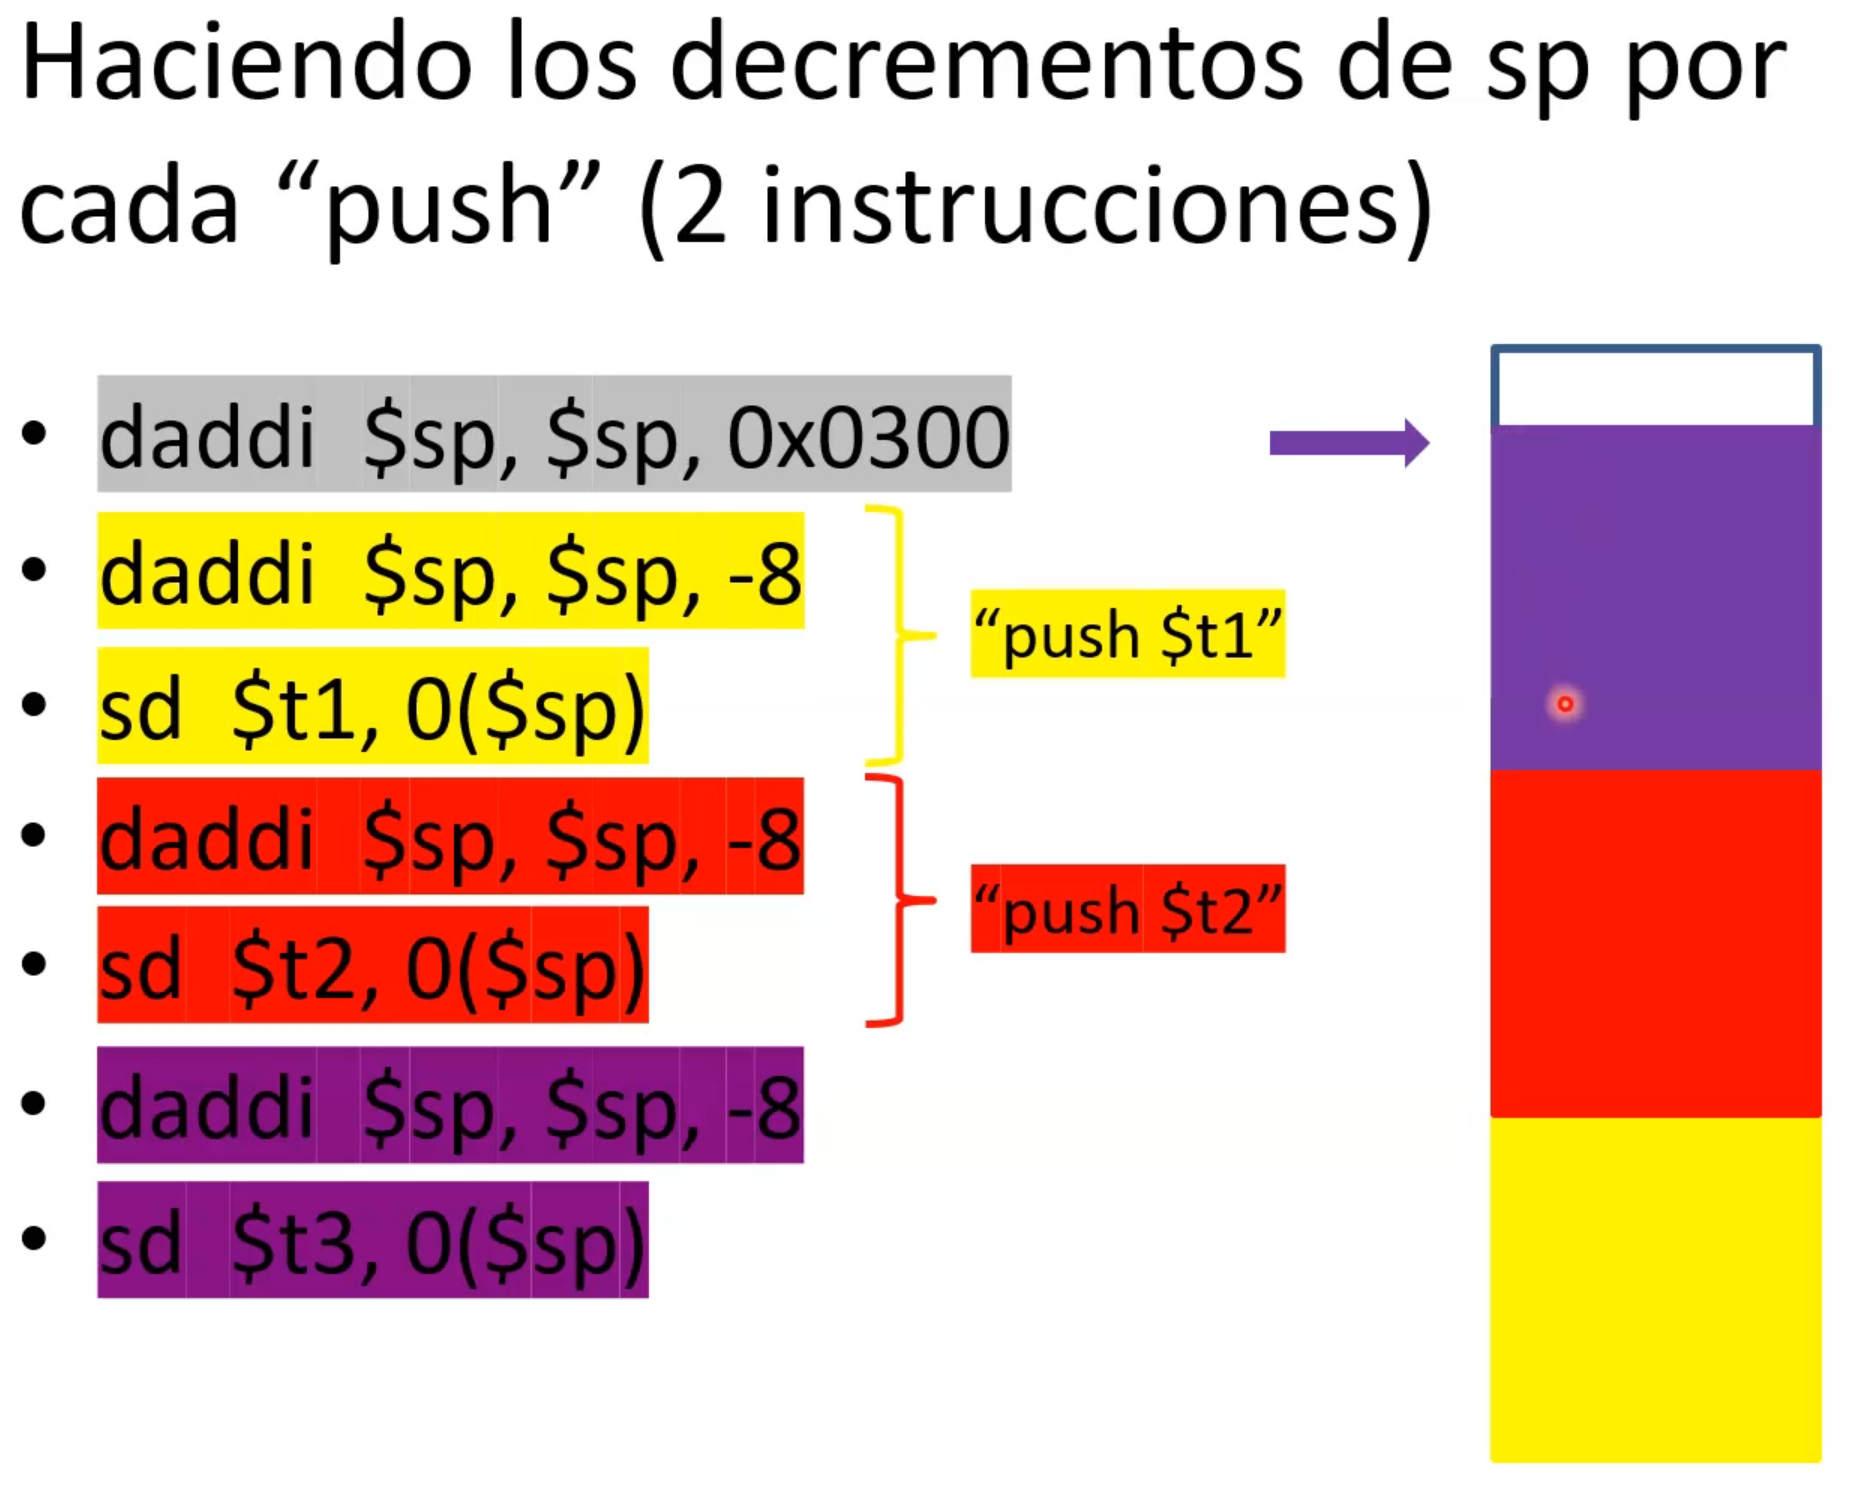 Haciendo los decrementos de sp por
cada “push” (2 instrucciones)
• daddi $sp, $sp, 0x0300
• daddi $sp, $sp, -8
“push $t1”
• sd $t1, 0($sp)
• daddi $sp, $sp, -8
“push $t2”
• sd $t2, 0($sp)
• daddi $sp, $sp, -8
• sd $t3, 0($sp)